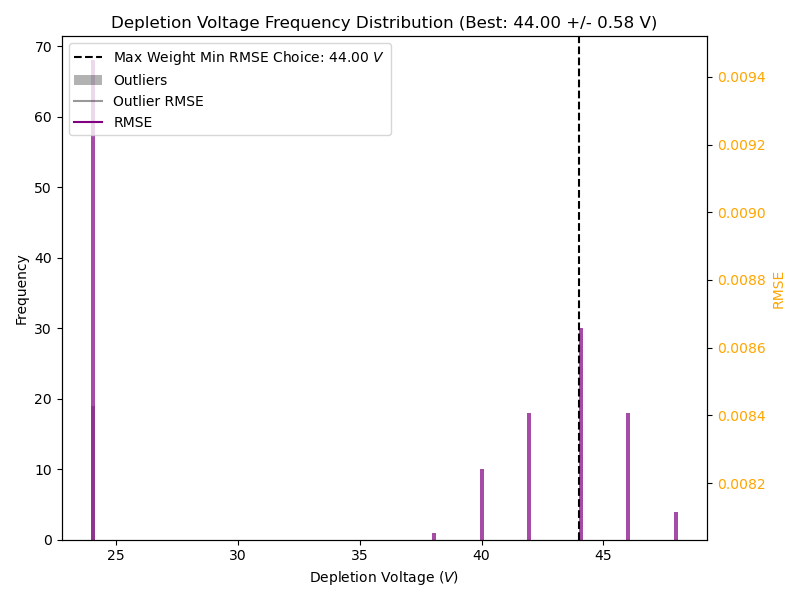 Depletion Voltage Frequency Distribution (Best: 44.00 +/- 0.58 V)
Max Weight Min RMSE Choice: 44.00 V
Outliers
Outlier RMSE
RMSE
70
60
50
40
30
20
10
0
Frequency
25
30
35
40
45
Depletion Voltage (V)
0.0094
0.0092
0.0090
0.0088
0.0086
0.0084
0.0082
RMSE